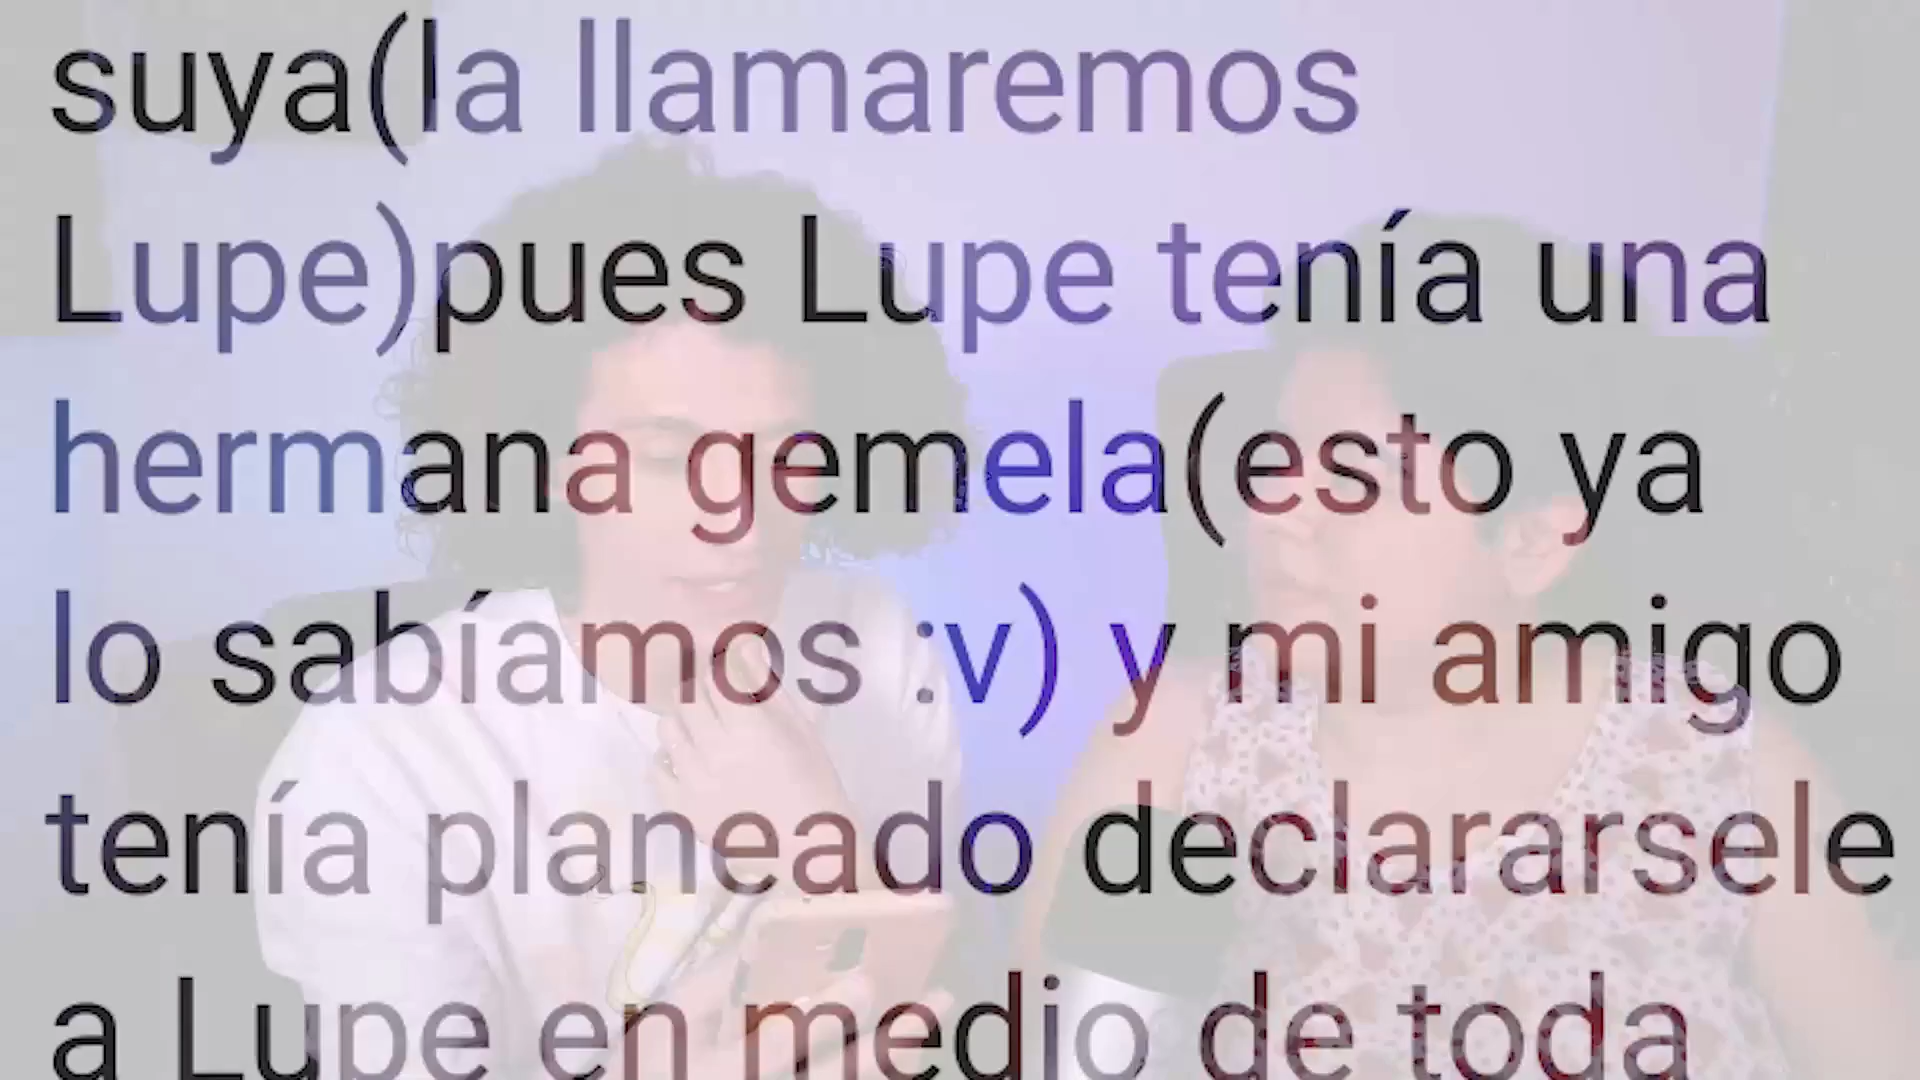 suya(la llamaremos
Lupe)pues Lupe tenía una
hermana gemela(esto ya
lo sabíamos :v) y mi amigo
tenía planeado declararsele
a Lupe en medio de toda